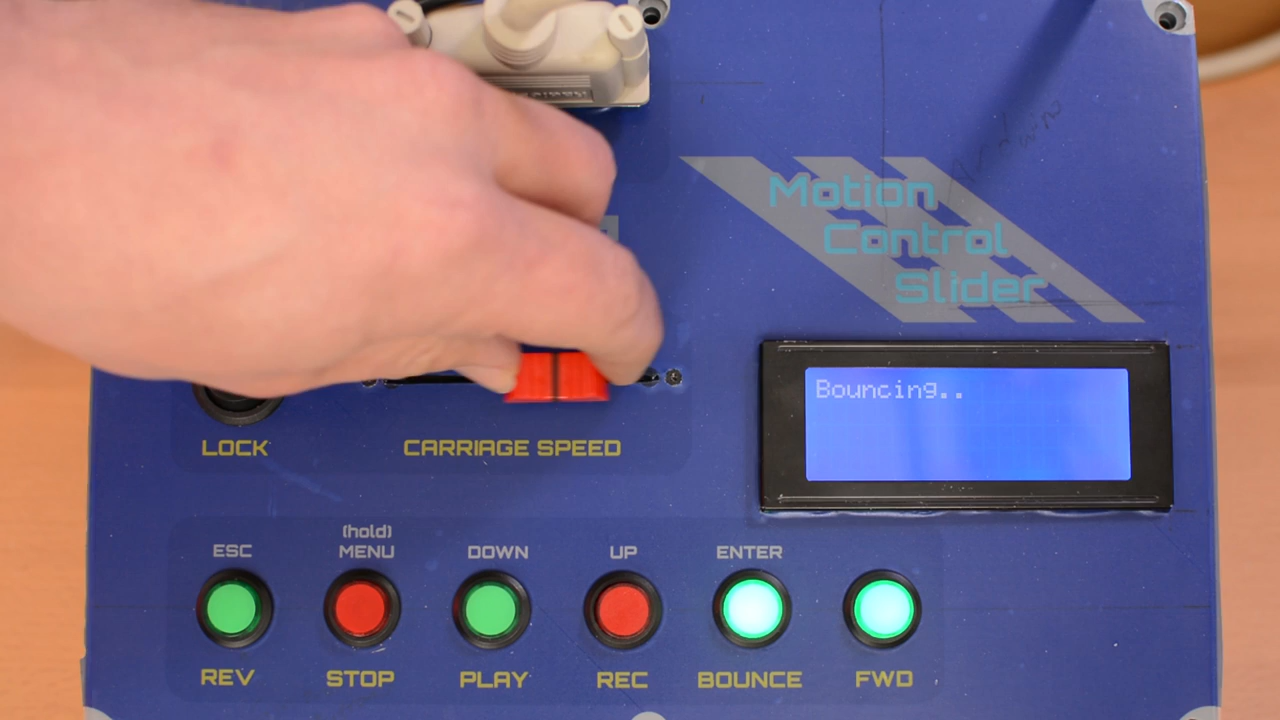 Motion
Control
Slider
Bouncing..
LOCK
CARRIAGE SPEED
(hold)
ESC MENU DOWN UP ENTER
REV STOP PLAY REC BOUNCE FWD